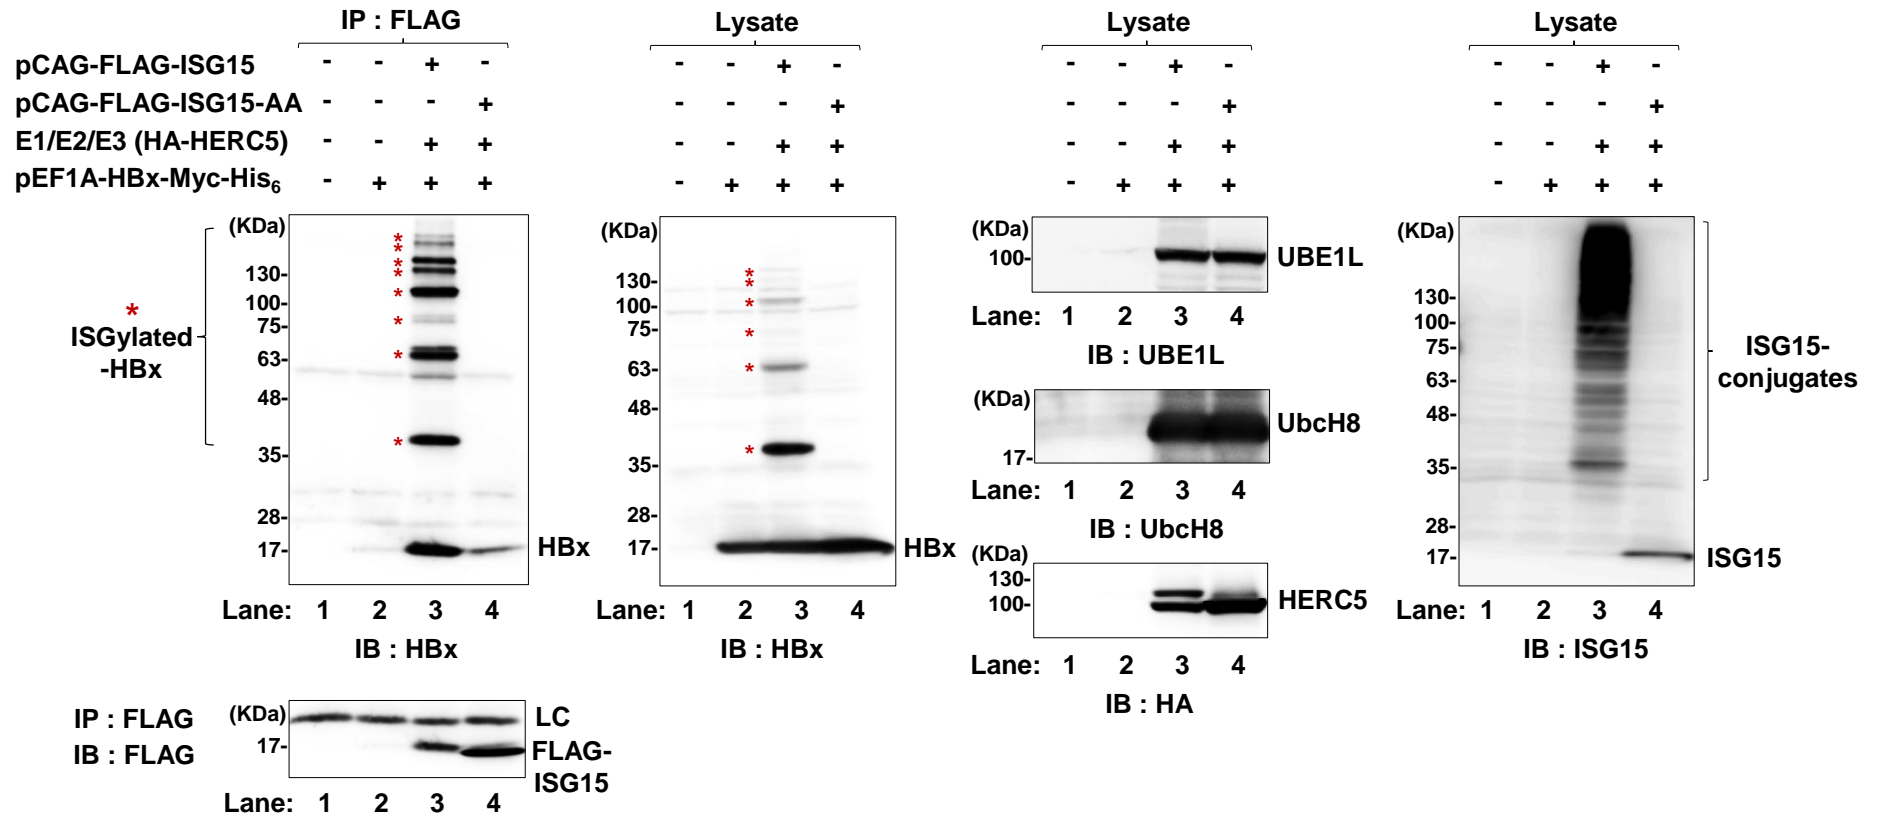 IP : FLAG
Lysate
Lysate
Lysate
pCAG-FLAG-ISG15 - - + - - - + - - - + - - - + -
pCAG-FLAG-ISG15-AA - - - + - - - + - - - + - - - +
E1/E2/E3 (HA-HERC5) - - + + - - + + - - + + - - + +
pEF1A-HBx-Myc-His6 - + + + - + + + - + + + - + + +
*
ISGylated
-HBx
(KDa)
130-
100-
75-
63-
48-
35-
28-
17-
* * * * * * * *
HBx
Lane: 1 2 3 4
IB : HBx
IP : FLAG
IB : FLAG
(KDa)
17-
LC
FLAG-
ISG15
Lane: 1 2 3 4
(KDa)
130-
100-
75-
63-
48-
35-
28-
17-
* * * * * *
HBx
Lane: 1 2 3 4
IB : HBx
(KDa)
100-
UBE1L
Lane: 1 2 3 4
IB : UBE1L
(KDa)
17-
UbcH8
Lane: 1 2 3 4
IB : UbcH8
(KDa)
130-
100-
HERC5
Lane: 1 2 3 4
IB : HA
(KDa)
130-
100-
75-
63-
48-
35-
28-
17-
ISG15-
conjugates
ISG15
Lane: 1 2 3 4
IB : ISG15